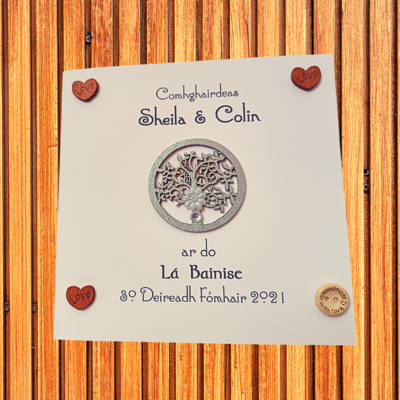 Love
Love
Comhghairdeas
Sheila & Colin
ar do
Lá Bainise
30 Deireadh Fómhair 2021
Love
handmade
with love